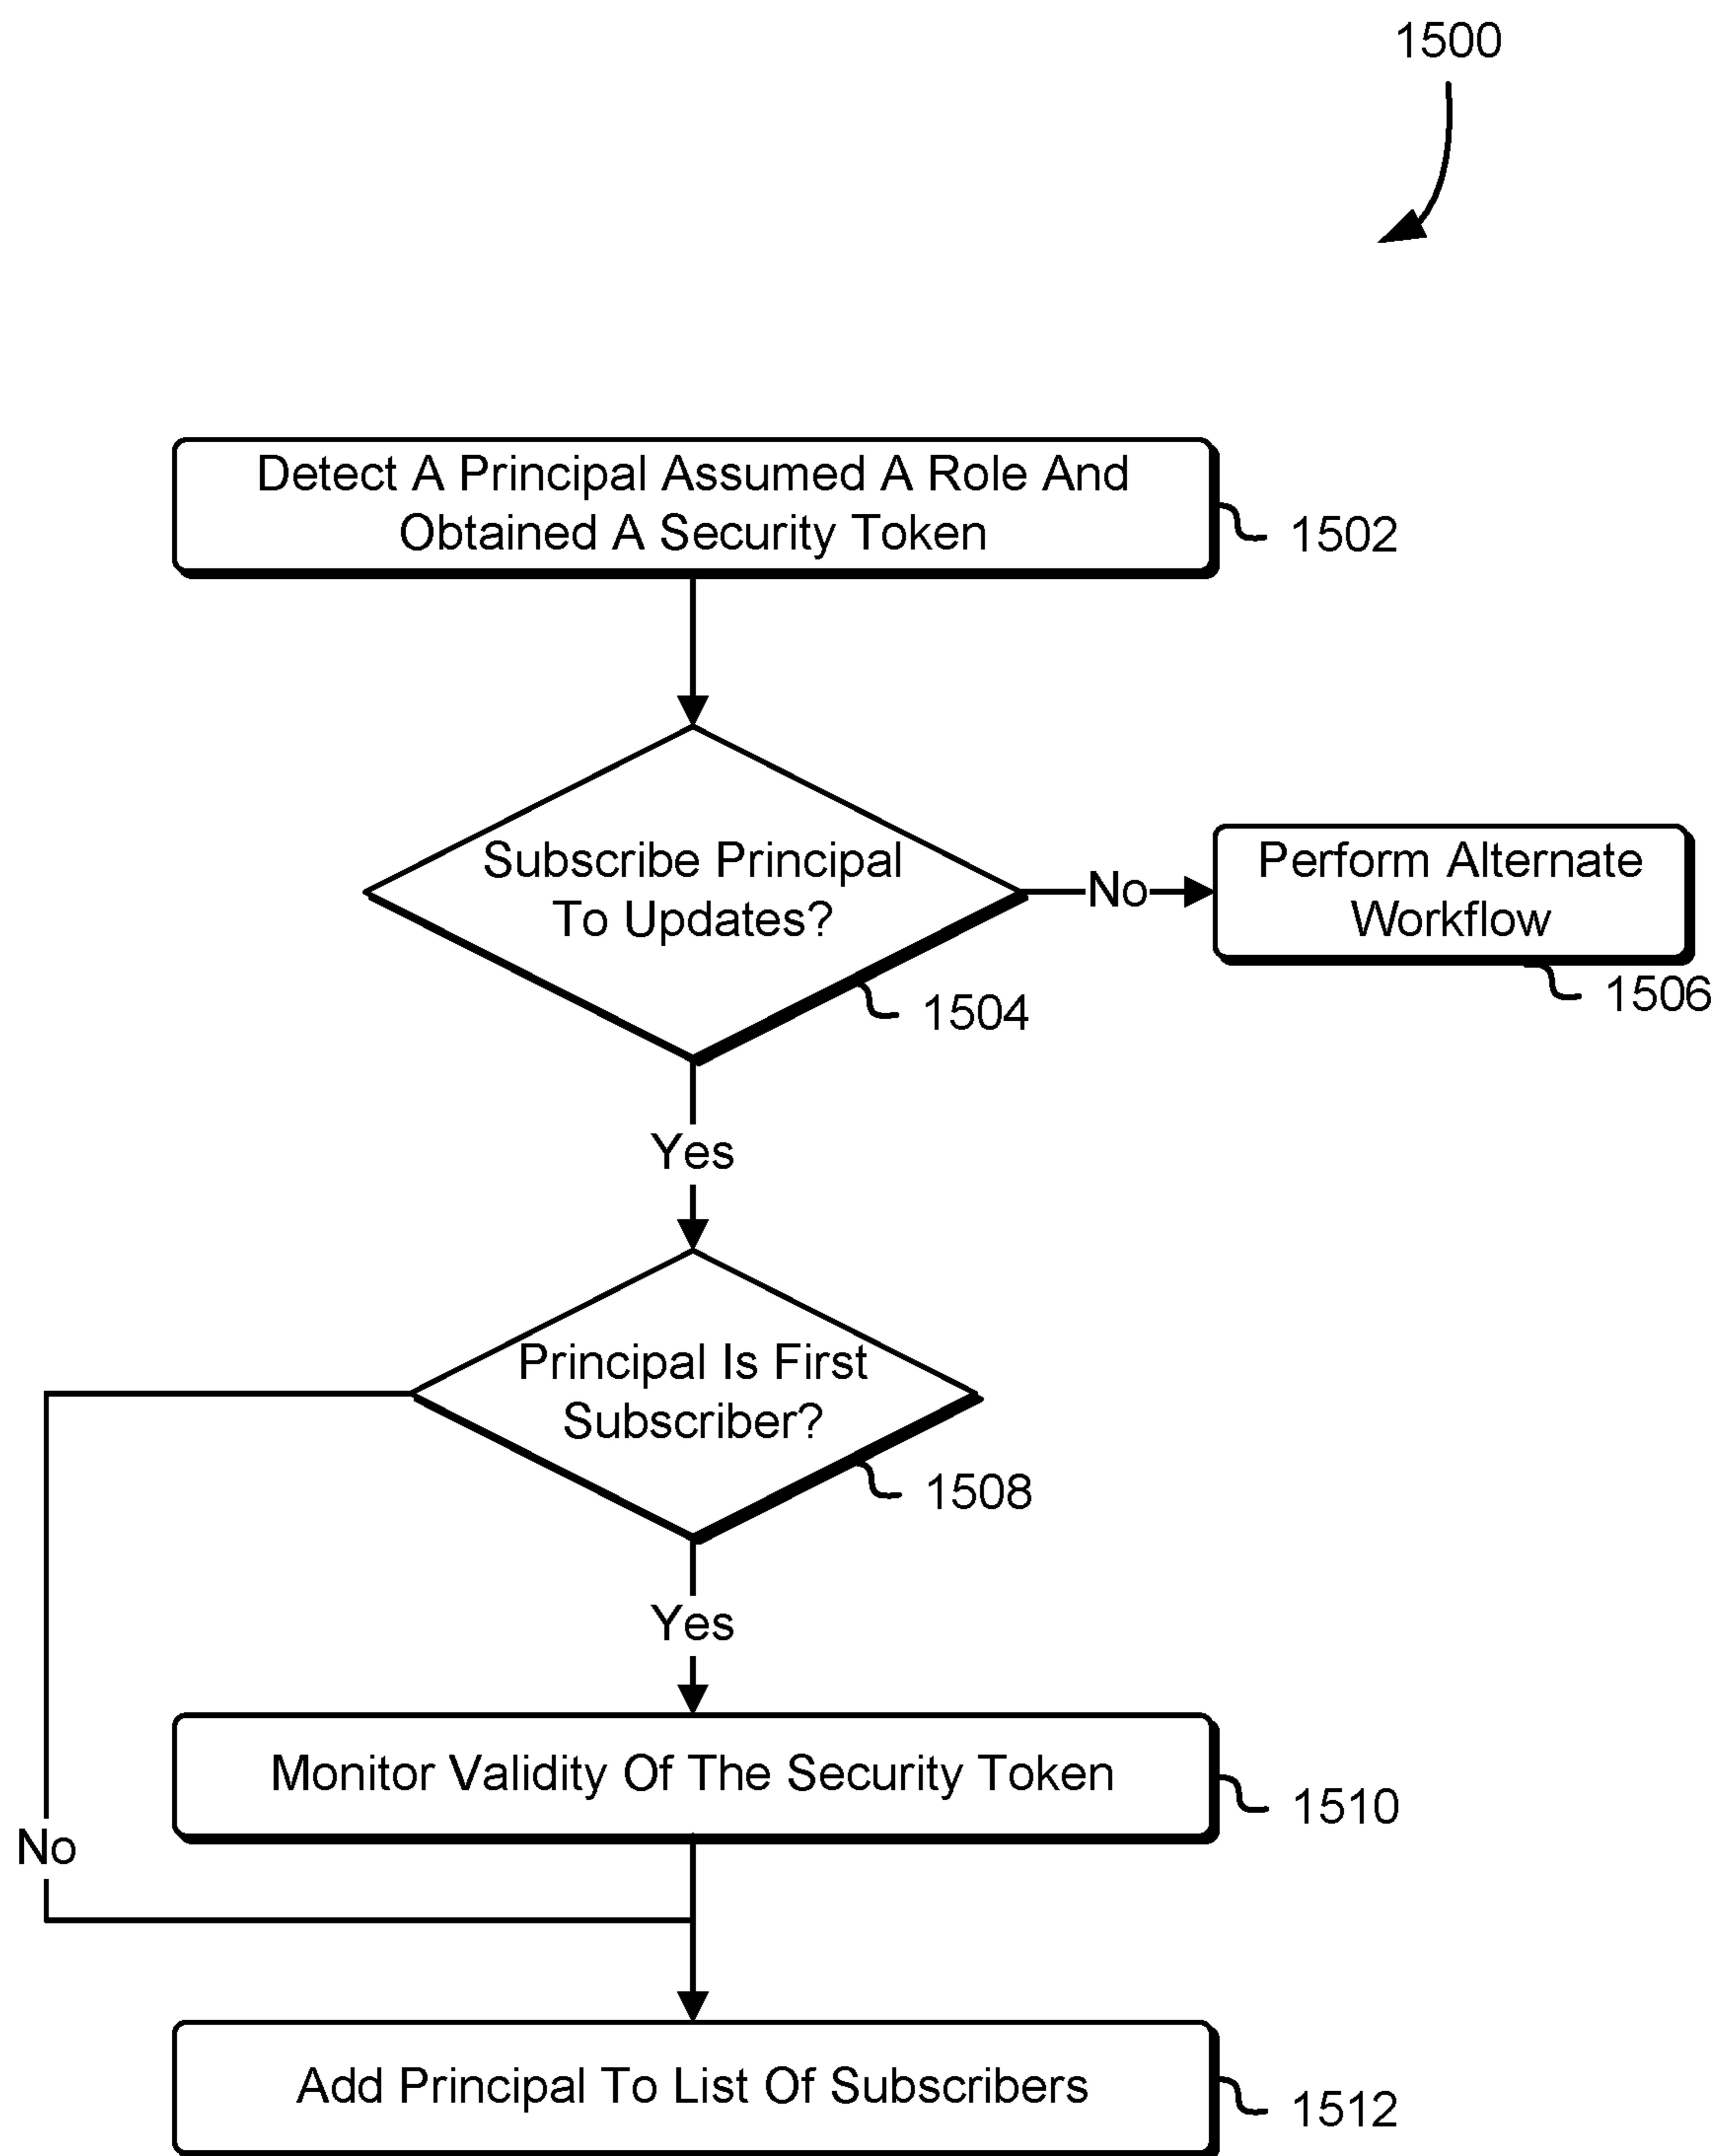 1500
Detect A Principal Assumed A Role And
Obtained A Security Token
1502
Subscribe Principal
To Updates?
1504
No
Perform Alternate
Workflow
1506
Yes
Principal Is First
Subscriber?
1508
Yes
Monitor Validity Of The Security Token
1510
No
Add Principal To List Of Subscribers
1512